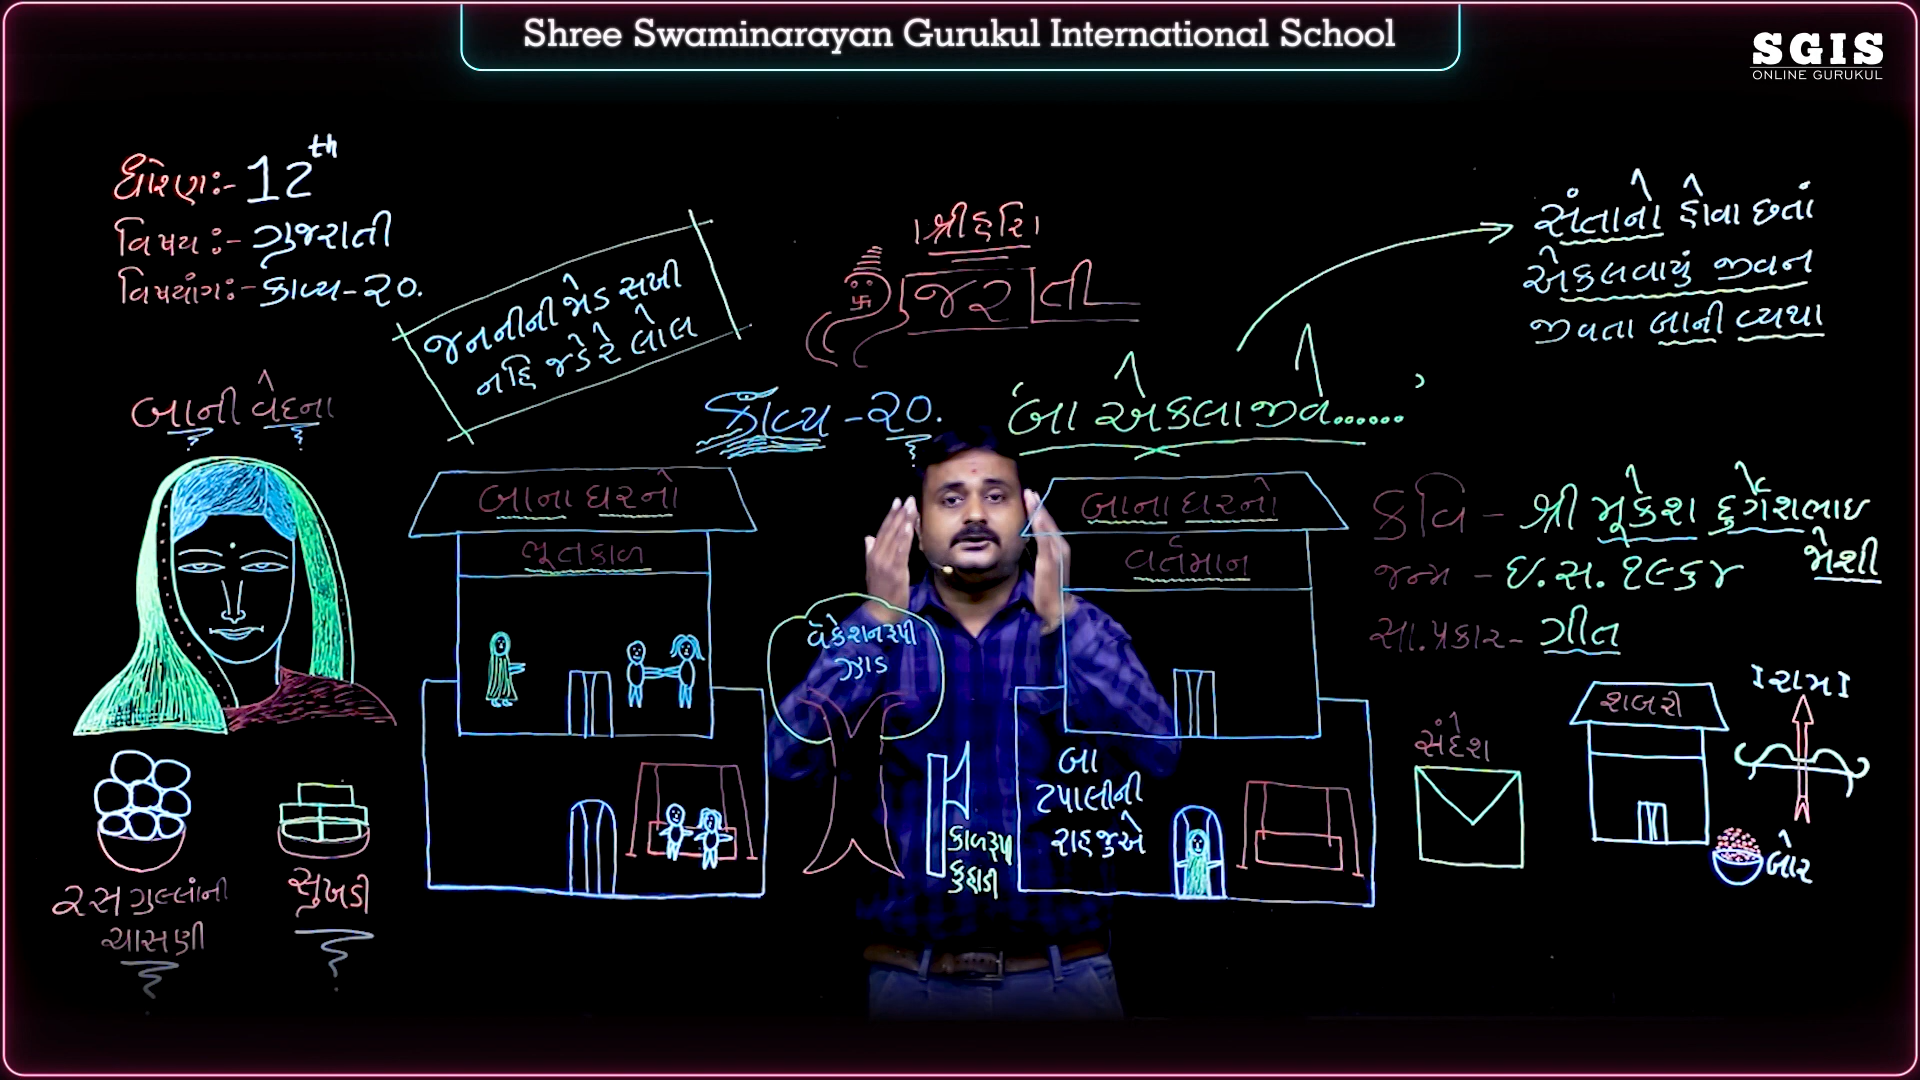 Shree Swaminarayan Gurukul International School
SGIS
ONLINE GURUKUL
ધોરણઃ- 12th
વિષયઃ- ગુજરાતી
વિષયાંગઃ- કાવ્ય-૨૦.
જનનીની જોડ સખી
નહિ જડે રે લોલ
।શ્રીહરિ।
જરાતી
સંતાનો હોવા છતાં
એકલવાયું જીવન
જીવતા બાની વ્યથા
કાવ્ય - ૨૦.
'બા એકલા જીવે......'
બાની વેદના
રસગુલ્લાંની
ચાસણી
સુખડી
બાના ઘરનો
ભૂતકાળ
વૅકેશનરૂપી
ઝાડ
કાળરૂપી
કુહાડી
બાના ઘરનો
વર્તમાન
બા
ટપાલીની
રાહ જુએ
કવિ - શ્રી મૂકેશ દુર્ગેશભાઇ
જોશી
જન્મ - ઇ.સ. ૧૯૬૪
સા.પ્રકાર- ગીત
સંદેશ
શબરી
।રામ।
બોર